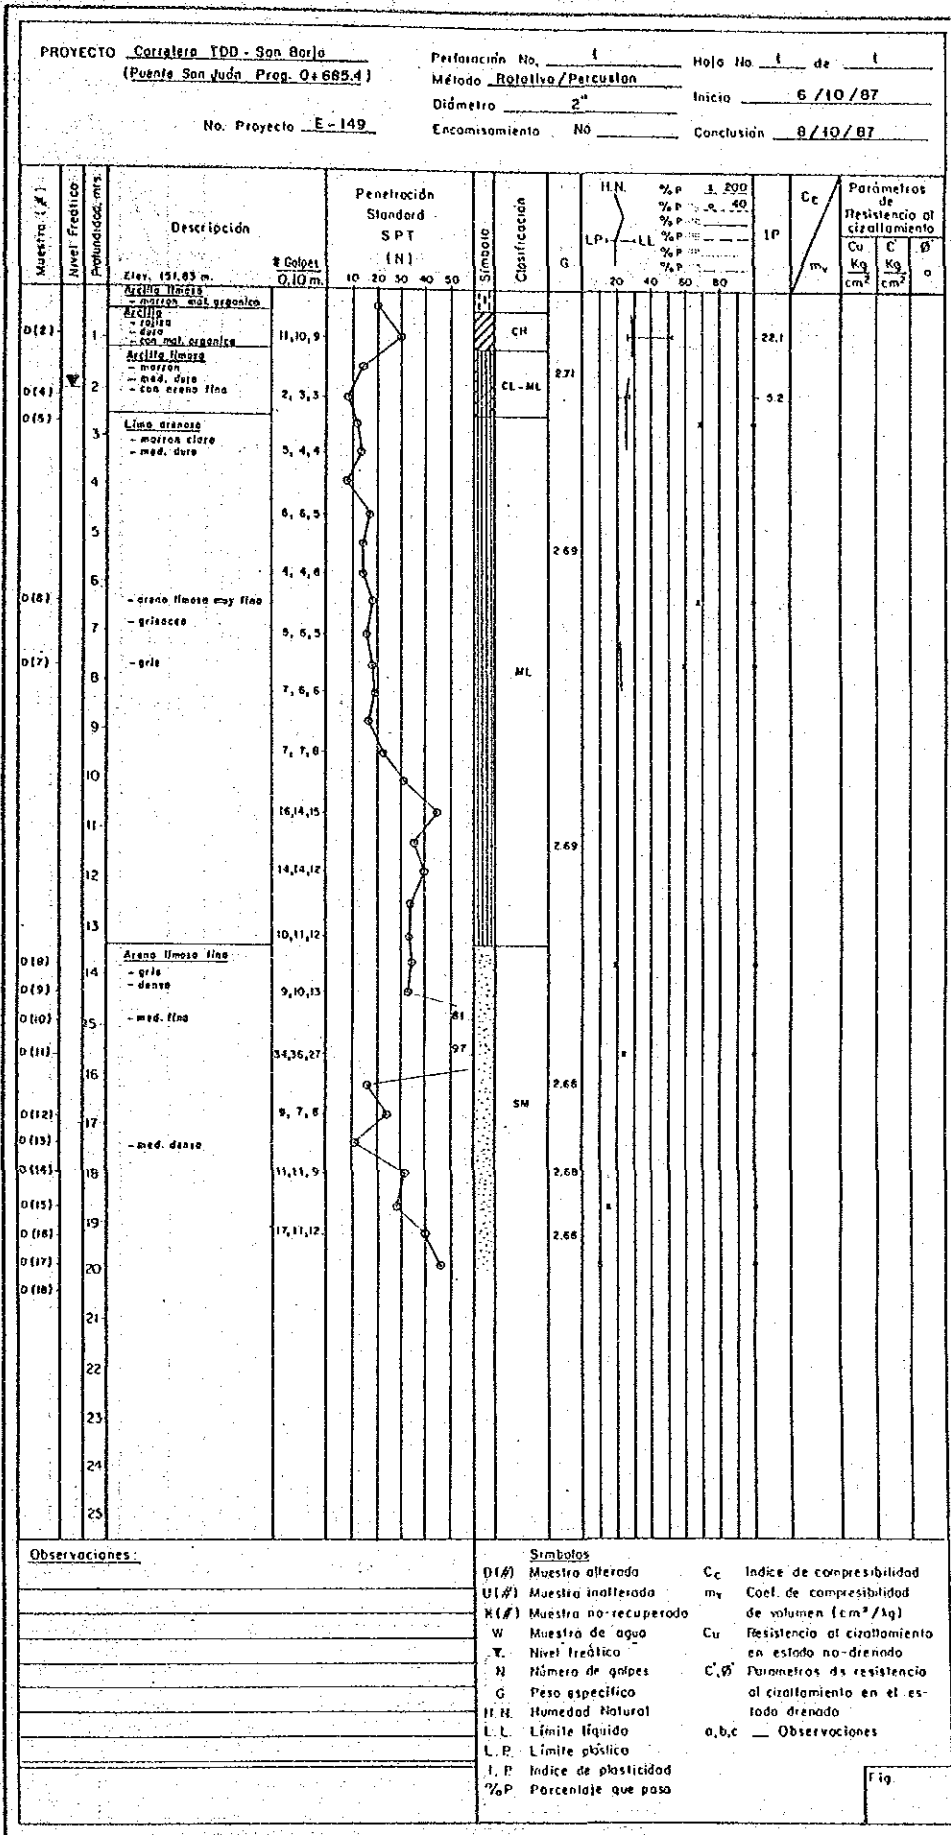 PROYECTO Carretera TDD - San Borja
(Puente San Juan Prog. 0+685.4)
No. Proyecto E-149
Perforación No. 1 Hoja No. 1 de 1
Método Rotativo/Percusion
Diámetro 2"
Inicio 6/10/87
Encamisamiento No
Conclusión 8/10/87
Muestra (#)
Nivel Freático
Profundidad, mrs.
Descripción
Elev. 151.83 m.
Penetración
Standard
SPT
(N)
# Golpes
0,10 m.
10 20 30 40 50
Símbolo
Clasificación
G
H.N.
LP LL
%P 200
%P 40
%P
%P
%P
%P
20 40 60 80
IP
Cc
mv
Parámetros
de
Resistencia al
cizallamiento
Cu C' Ø'
Kg Kg o
cm² cm²
Arcilla limosa
- marron mat. organico
Arcilla
- rojiza
- dura
- con mat. organica
D(2) 1 11,10,9 CH 22.1
Arcilla limosa
- marron
- med. dura
- con arena fina
2.71
D(4) 2 2, 3, 3 CL-ML 5.2
D(5)
Limo arenoso
- marron claro
- med. duro
3 5, 4, 4
4
6, 6, 5
5
2.69
4, 4, 6
6
D(6) - arena limosa muy fina
- grisacea
7 5, 6, 5
D(7) - gris
ML
8 7, 6, 6
9
7, 7, 8
10
16,14,15
11
2.69
14,14,12
12
13 10,11,12
Arena limosa fina
D(8) - gris
14 - densa
D(9) 9,10,13
D(10) - med. fina
15 81
D(11) 34,36,27 97
16 2.66
SM
D(12) 9, 7, 8
17
D(13) - med. densa
D(14) 18 11,11,9 2.68
D(15)
19
D(16) 17,11,12 2.66
D(17) 20
D(18)
21
22
23
24
25
Observaciones:
Simbolos
D(#) Muestra alterada
U(#) Muestra inalterada
N(#) Muestra no-recuperada
W Muestra de agua
▼ Nivel freático
N Número de golpes
G Peso específico
H.N. Humedad Natural
L.L. Límite líquido
L.P. Límite plástico
I.P. Indice de plasticidad
%P Porcentaje que pasa
Cc Indice de compresibilidad
mv Coef. de compresibilidad
de volumen (cm²/kg)
Cu Resistencia al cizallamiento
en estado no-drenado
C',Ø' Parametros de resistencia
al cizallamiento en el es-
tado drenado
a,b,c __ Observaciones
Fig.